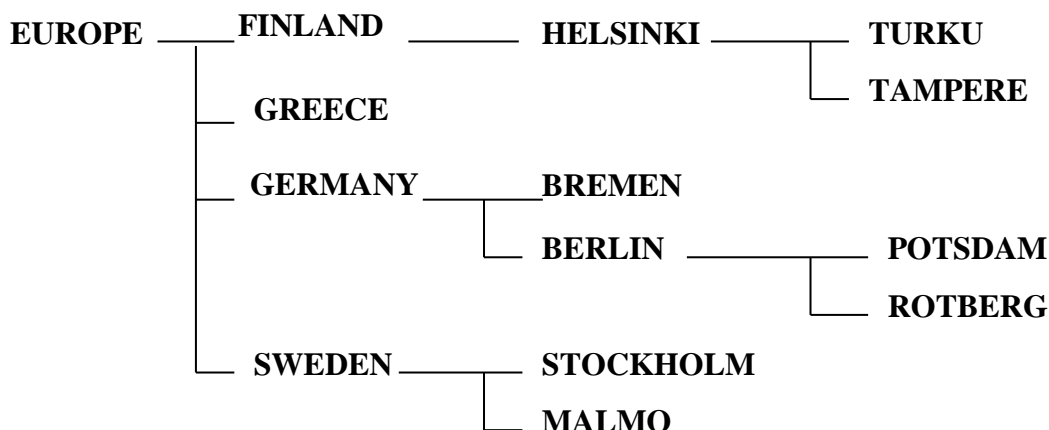 EUROPE FINLAND HELSINKI TURKU
TAMPERE
GREECE
GERMANY BREMEN
BERLIN POTSDAM
ROTBERG
SWEDEN STOCKHOLM
MALMO